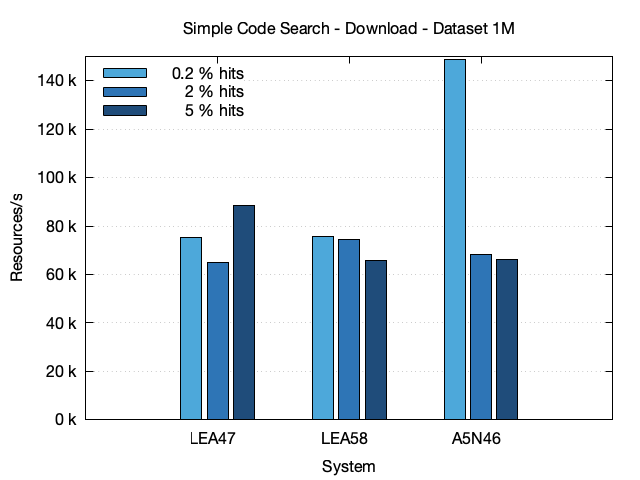 Simple Code Search - Download - Dataset 1M
Resources/s
140 k
120 k
100 k
80 k
60 k
40 k
20 k
0 k
0.2 % hits
2 % hits
5 % hits
LEA47 LEA58 A5N46
System